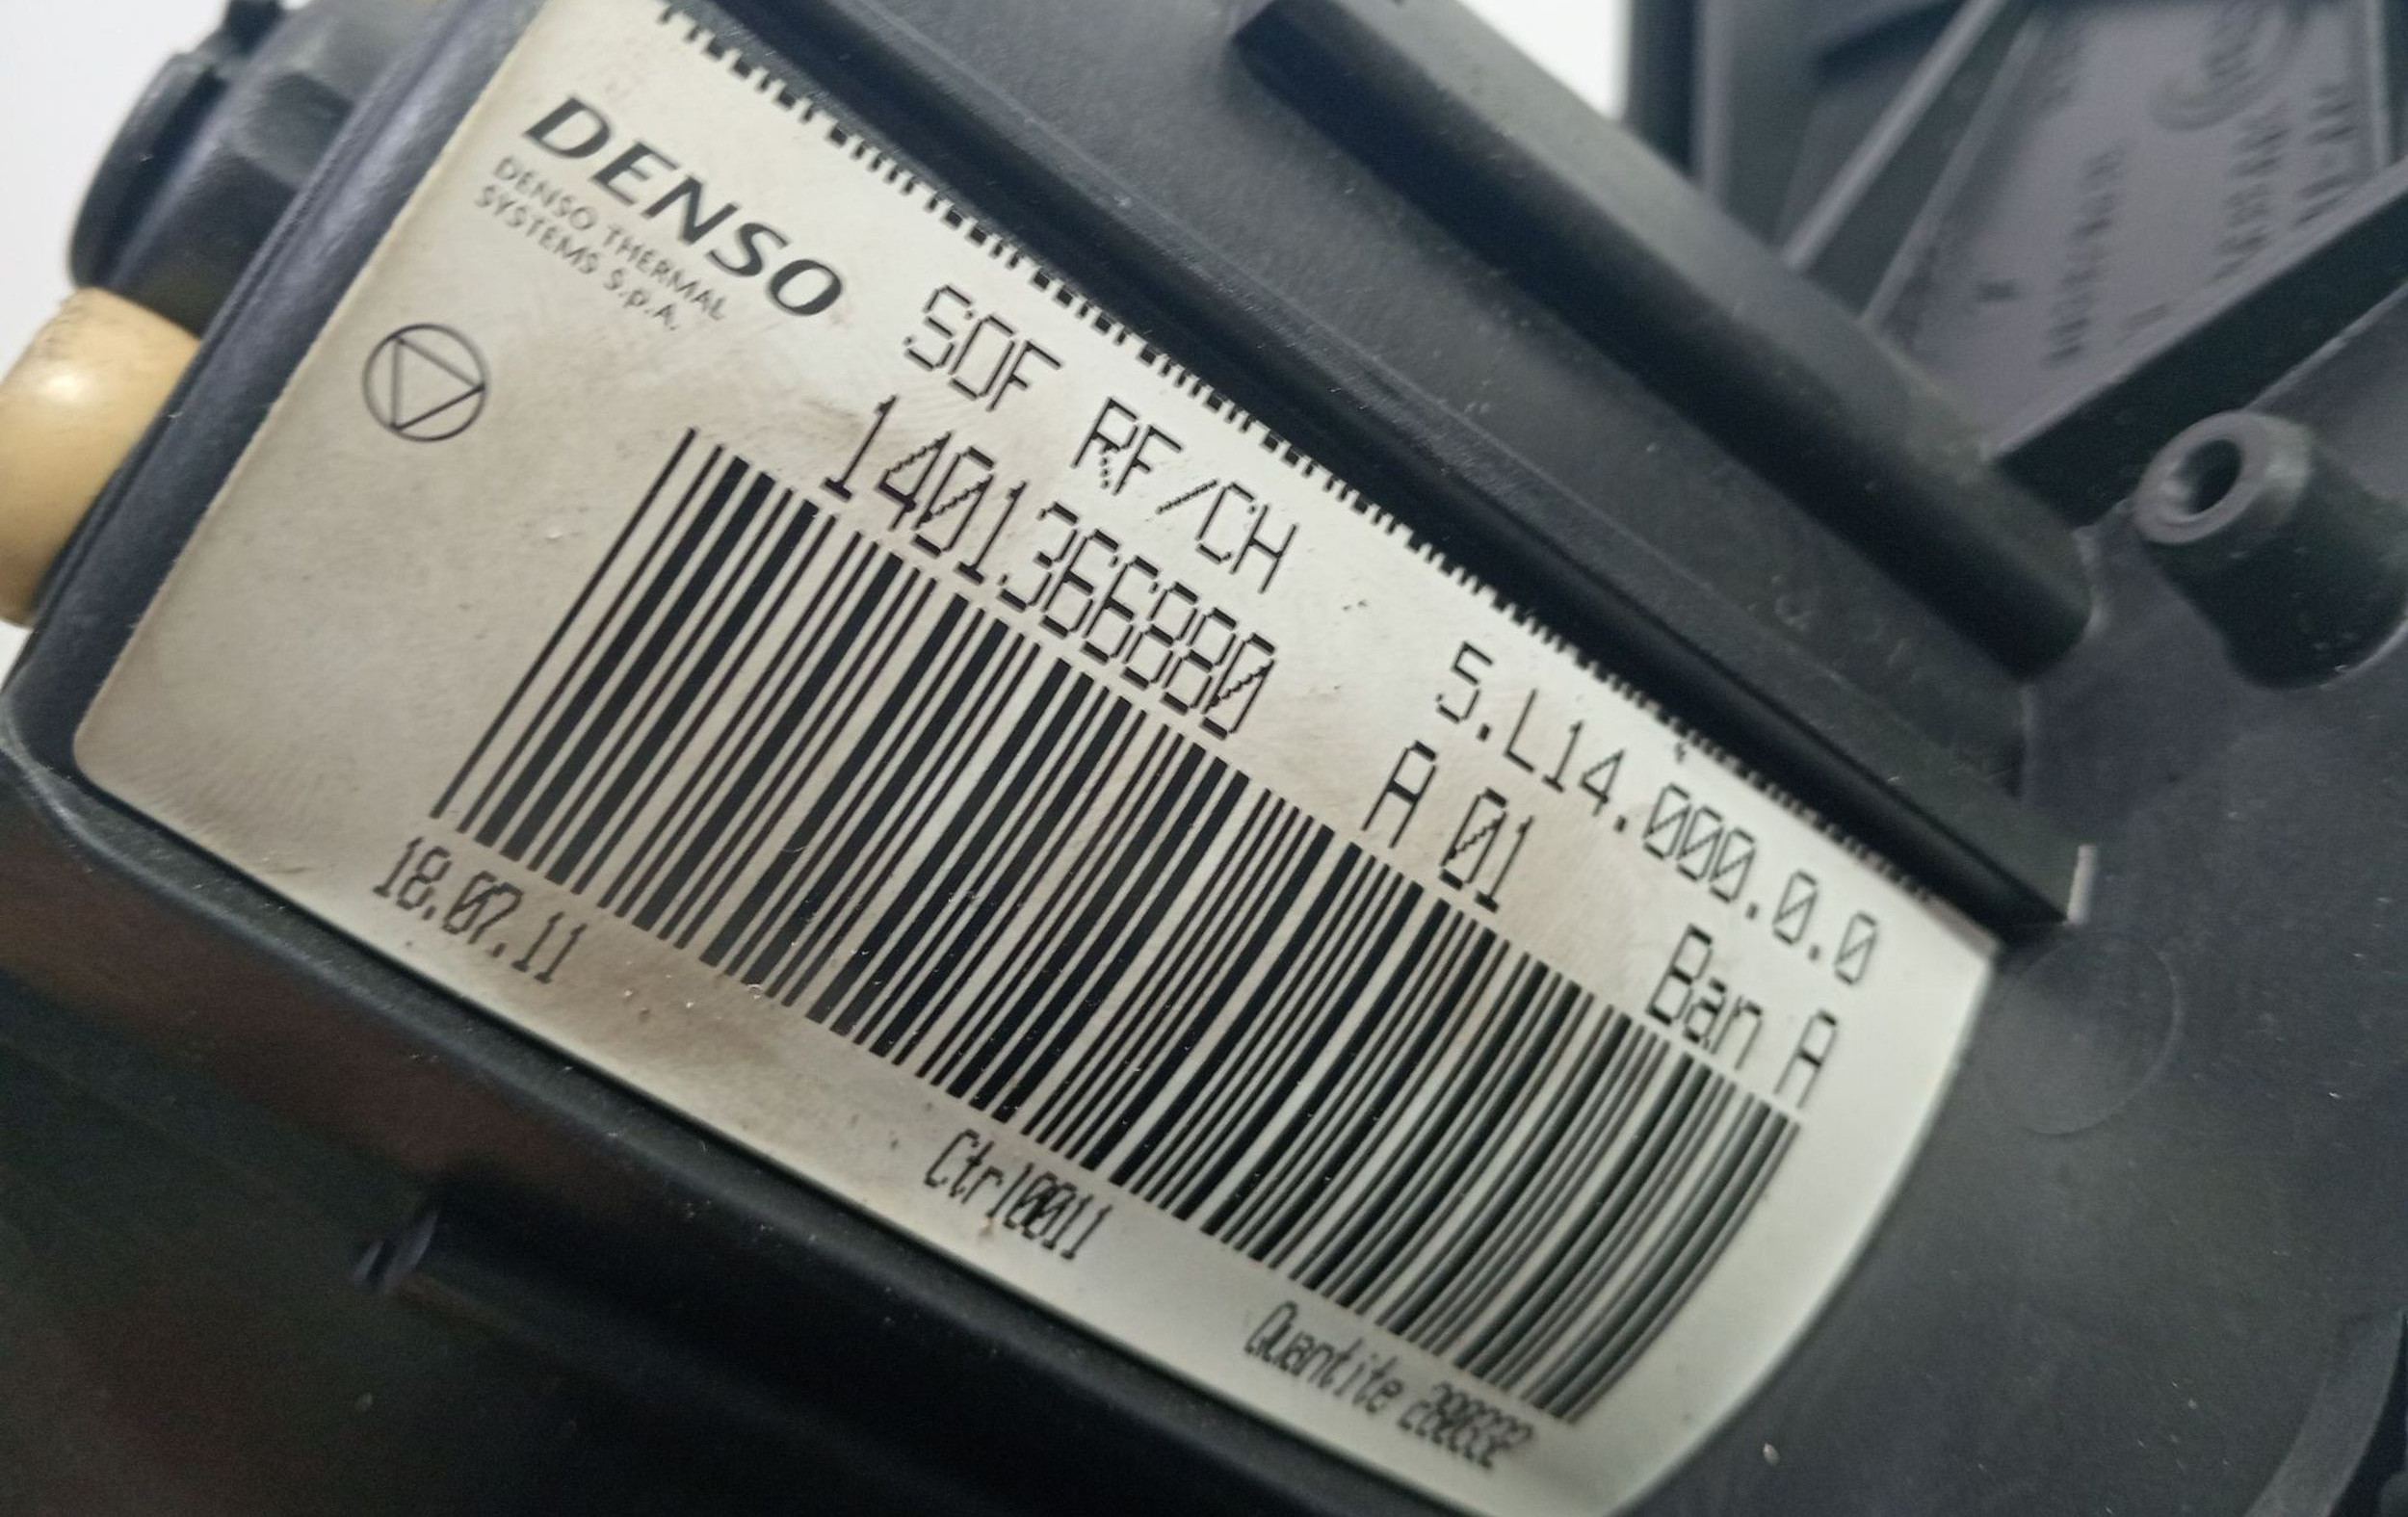 DENSO
DENSO THERMAL
SYSTEMS S.p.A.
SOF RF/CH 5.L14.000.0.0
1401366880 A 01 Ban A
18.07.11 Ctrl0011 Quantite